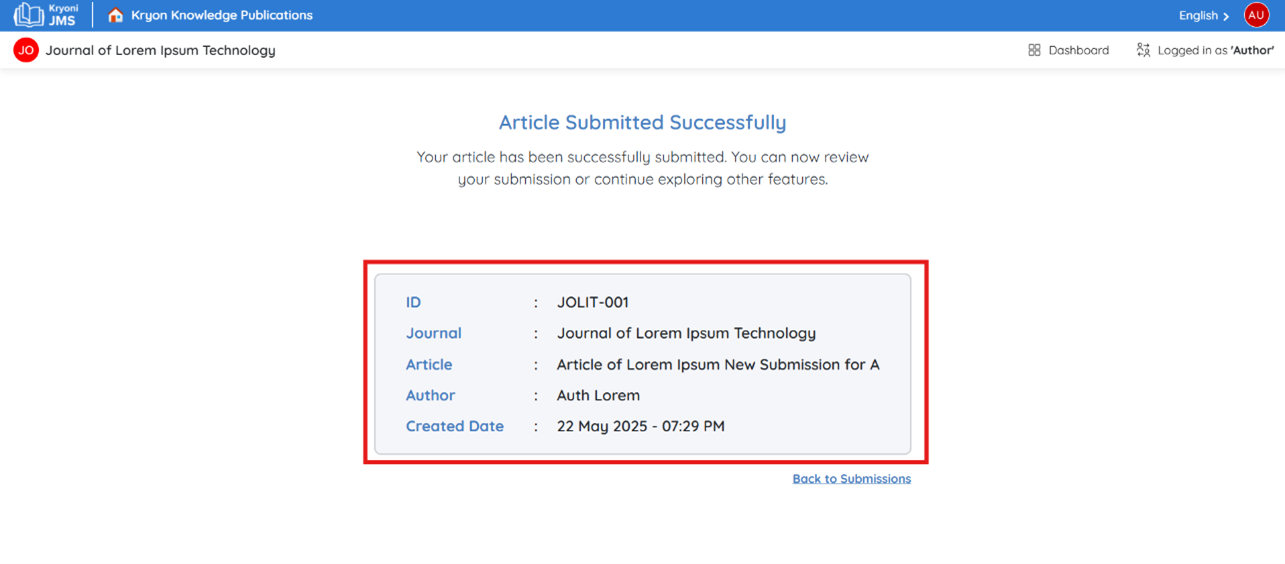 Kryoni
JMS
Kryon Knowledge Publications
English
AU
JO
Journal of Lorem Ipsum Technology
Dashboard
Logged in as 'Author'
Article Submitted Successfully
Your article has been successfully submitted. You can now review
your submission or continue exploring other features.
ID : JOLIT-001
Journal : Journal of Lorem Ipsum Technology
Article : Article of Lorem Ipsum New Submission for A
Author : Auth Lorem
Created Date : 22 May 2025 - 07:29 PM
Back to Submissions